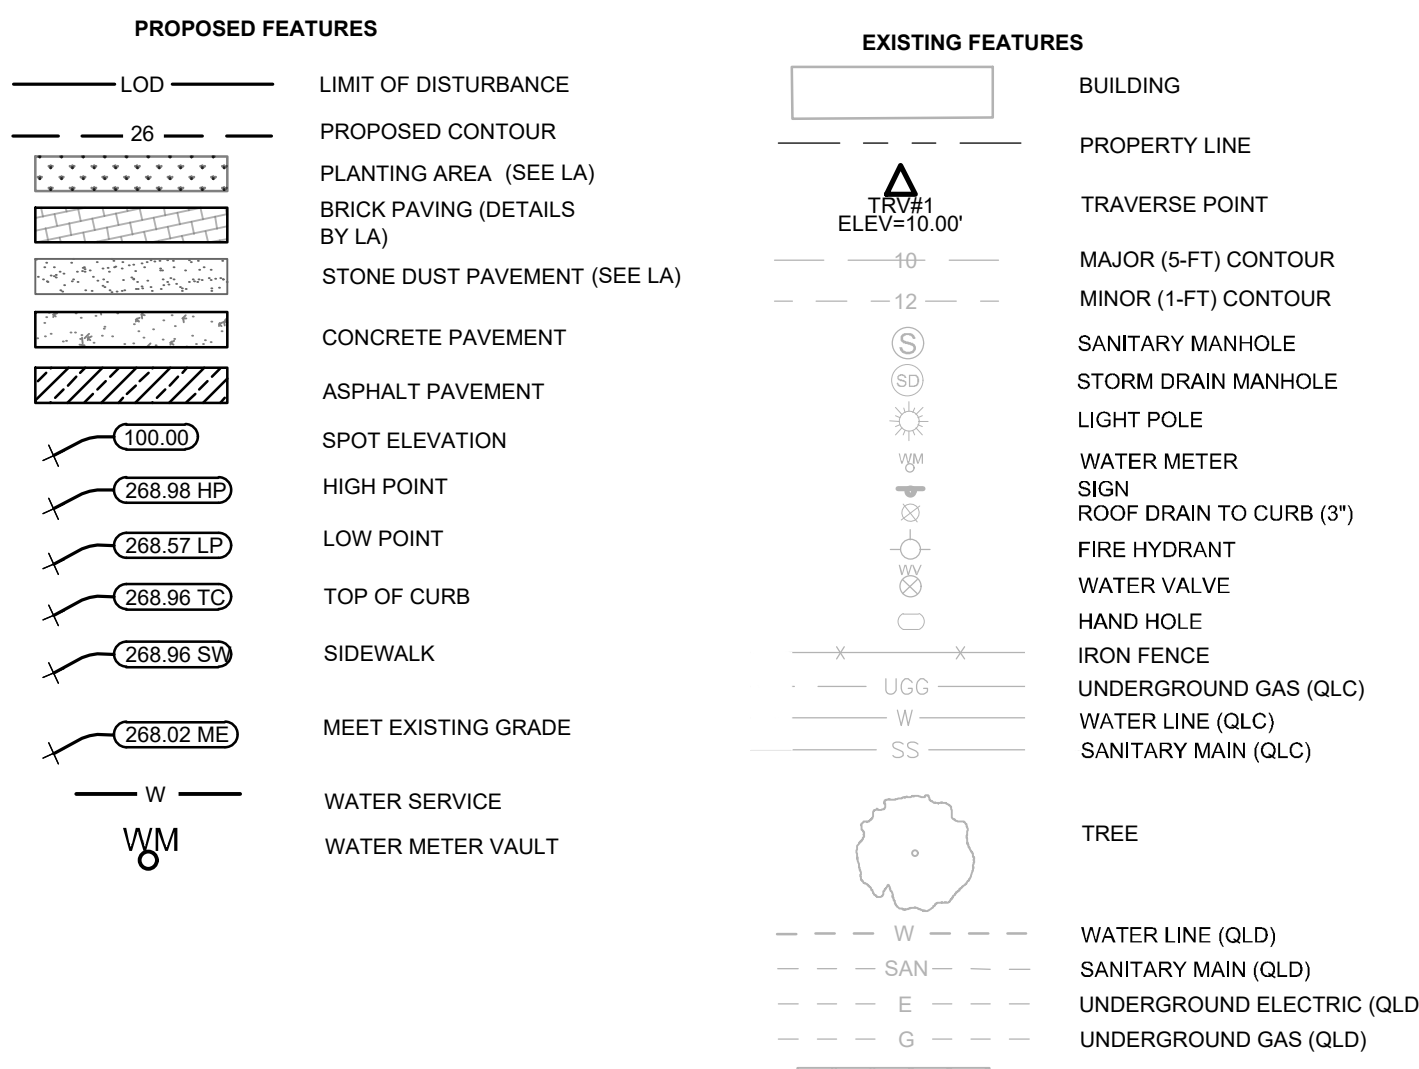 PROPOSED FEATURES
LOD LIMIT OF DISTURBANCE
26 PROPOSED CONTOUR
PLANTING AREA (SEE LA)
BRICK PAVING (DETAILS
BY LA)
STONE DUST PAVEMENT (SEE LA)
CONCRETE PAVEMENT
ASPHALT PAVEMENT
100.00 SPOT ELEVATION
268.98 HP HIGH POINT
268.57 LP LOW POINT
268.96 TC TOP OF CURB
268.96 SW SIDEWALK
268.02 ME MEET EXISTING GRADE
W WATER SERVICE
WM WATER METER VAULT
EXISTING FEATURES
BUILDING
PROPERTY LINE
TRV#1
ELEV=10.00'
TRAVERSE POINT
10 MAJOR (5-FT) CONTOUR
12 MINOR (1-FT) CONTOUR
S SANITARY MANHOLE
SD STORM DRAIN MANHOLE
LIGHT POLE
WM WATER METER
SIGN
ROOF DRAIN TO CURB (3")
FIRE HYDRANT
WV WATER VALVE
HAND HOLE
IRON FENCE
UGG UNDERGROUND GAS (QLC)
W WATER LINE (QLC)
SS SANITARY MAIN (QLC)
TREE
W WATER LINE (QLD)
SAN SANITARY MAIN (QLD)
E UNDERGROUND ELECTRIC (QLD
G UNDERGROUND GAS (QLD)